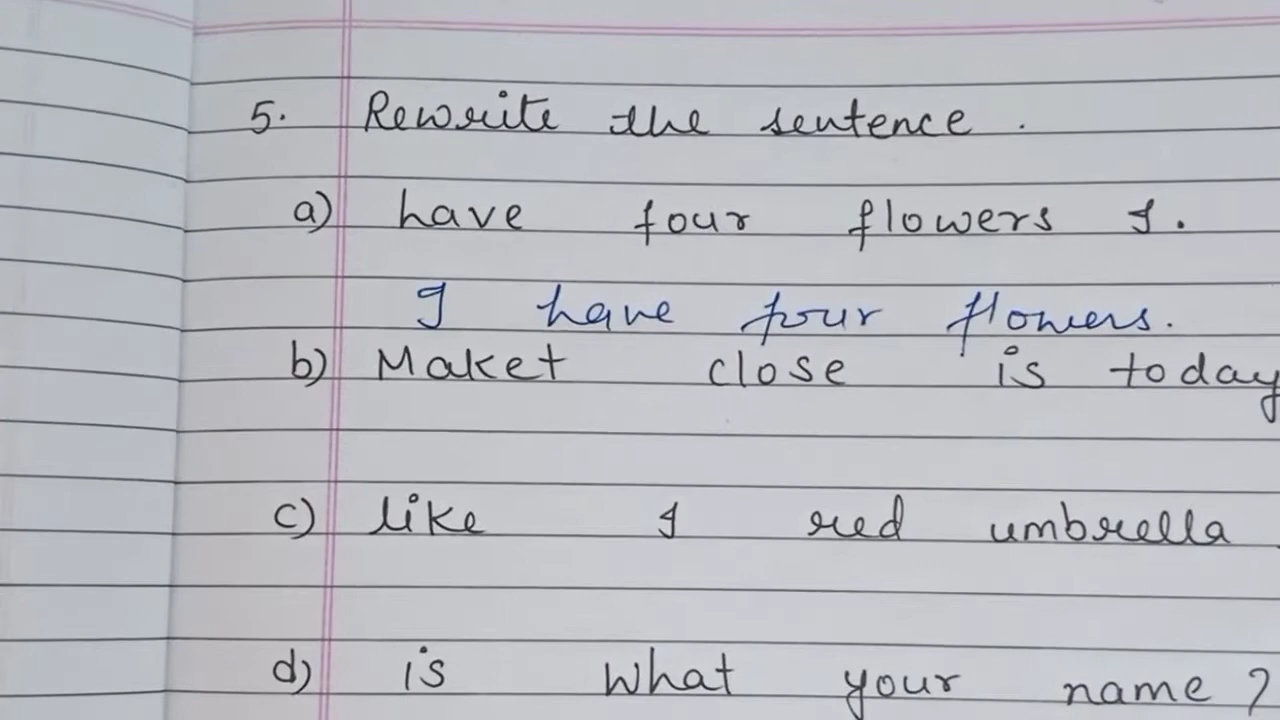 5. Rewrite the sentence.
a) have four flowers I.
I have four flowers.
b) Maket close is today
c) like I red umbrella.
d) is What your name?